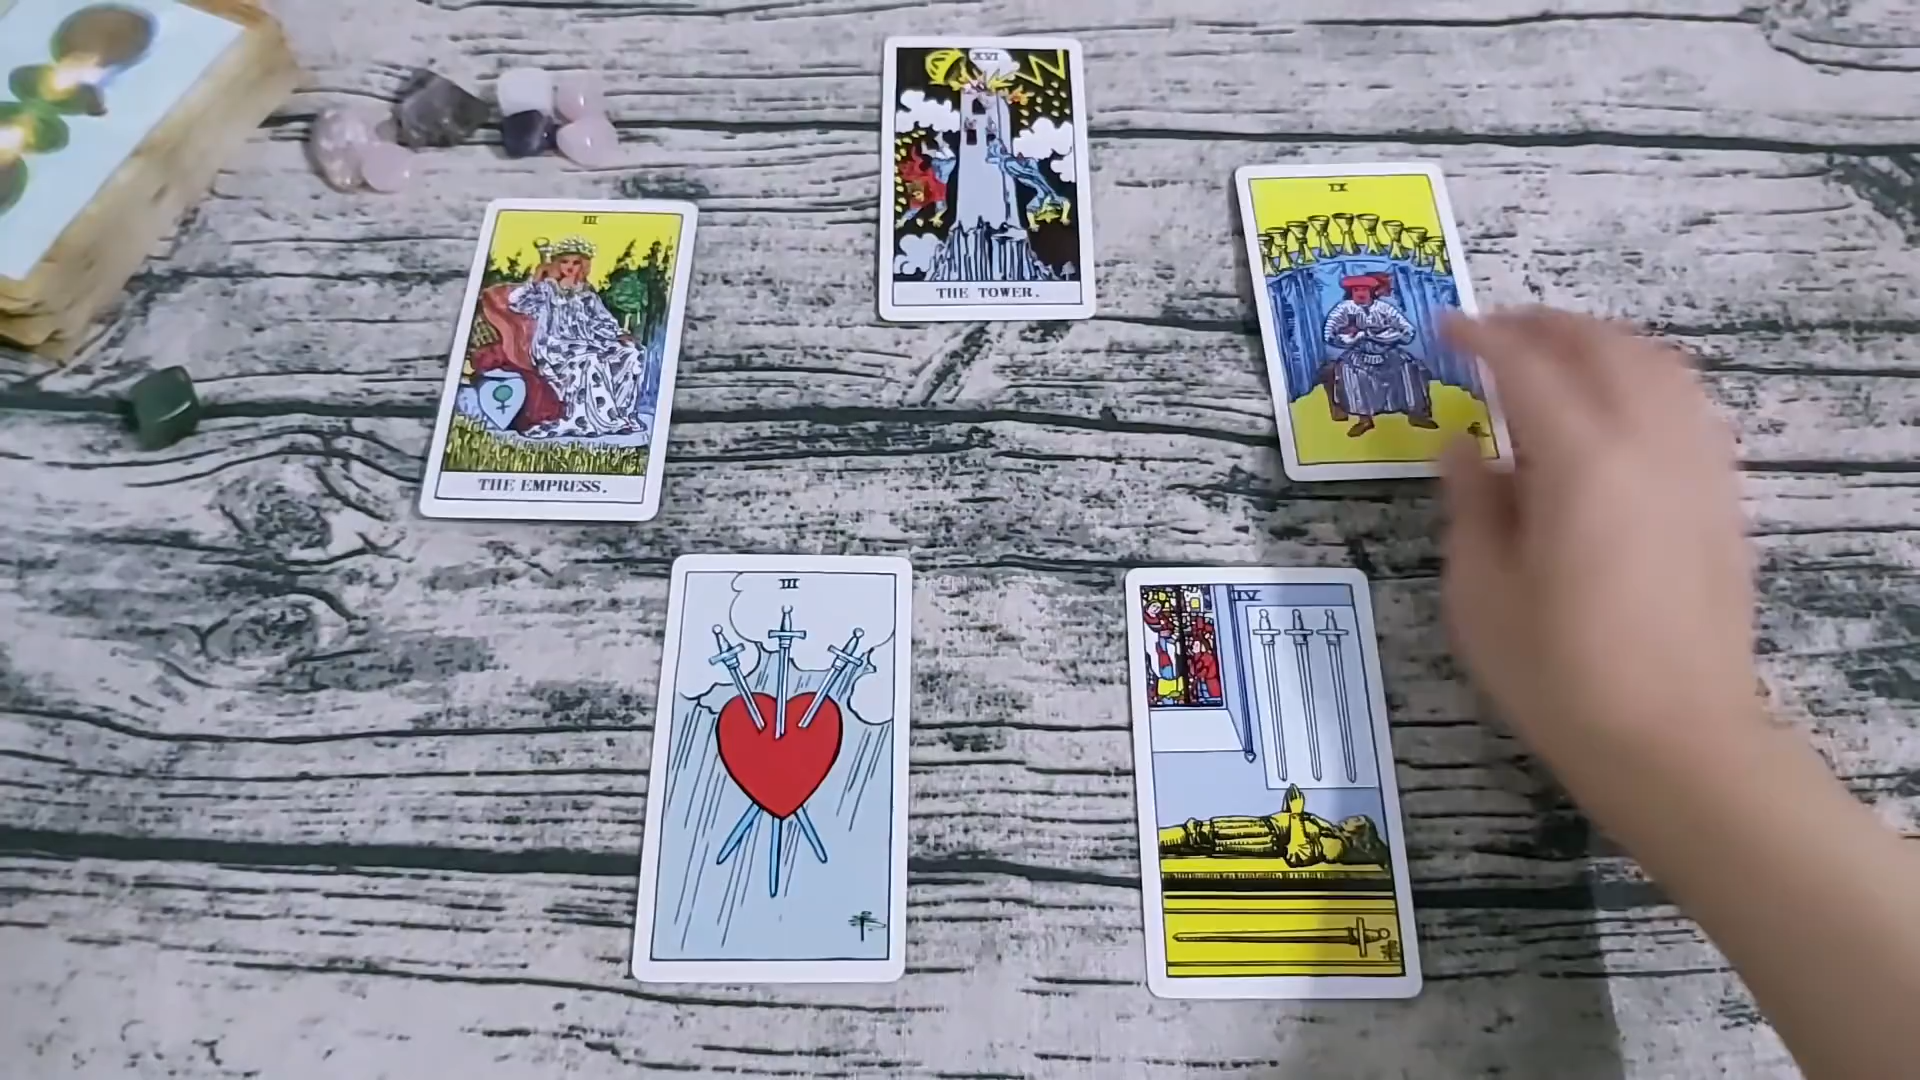 XVI
THE TOWER.
IX
III
THE EMPRESS.
III
IV